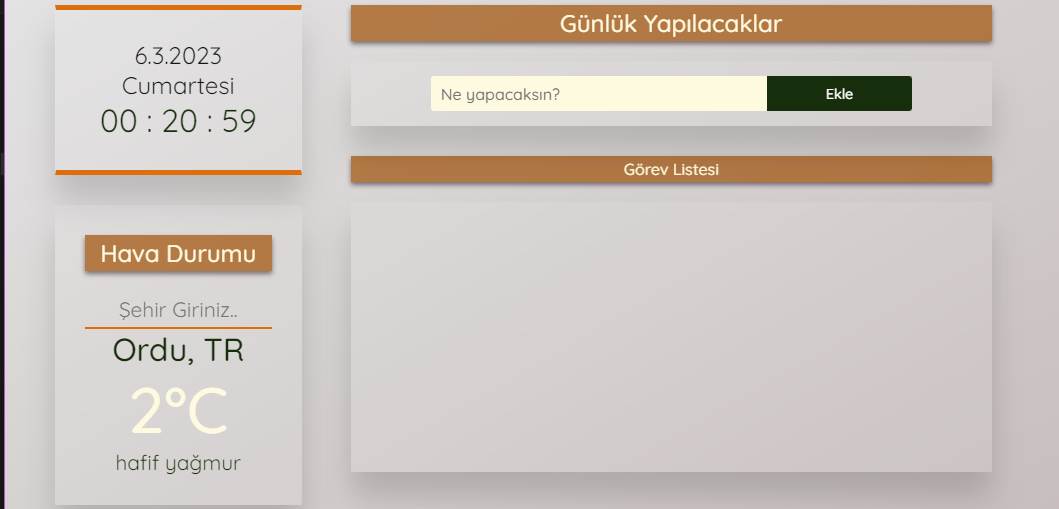 6.3.2023
Cumartesi
00 : 20 : 59
Hava Durumu
Şehir Giriniz..
Ordu, TR
2°C
hafif yağmur
Günlük Yapılacaklar
Ne yapacaksın?
Ekle
Görev Listesi